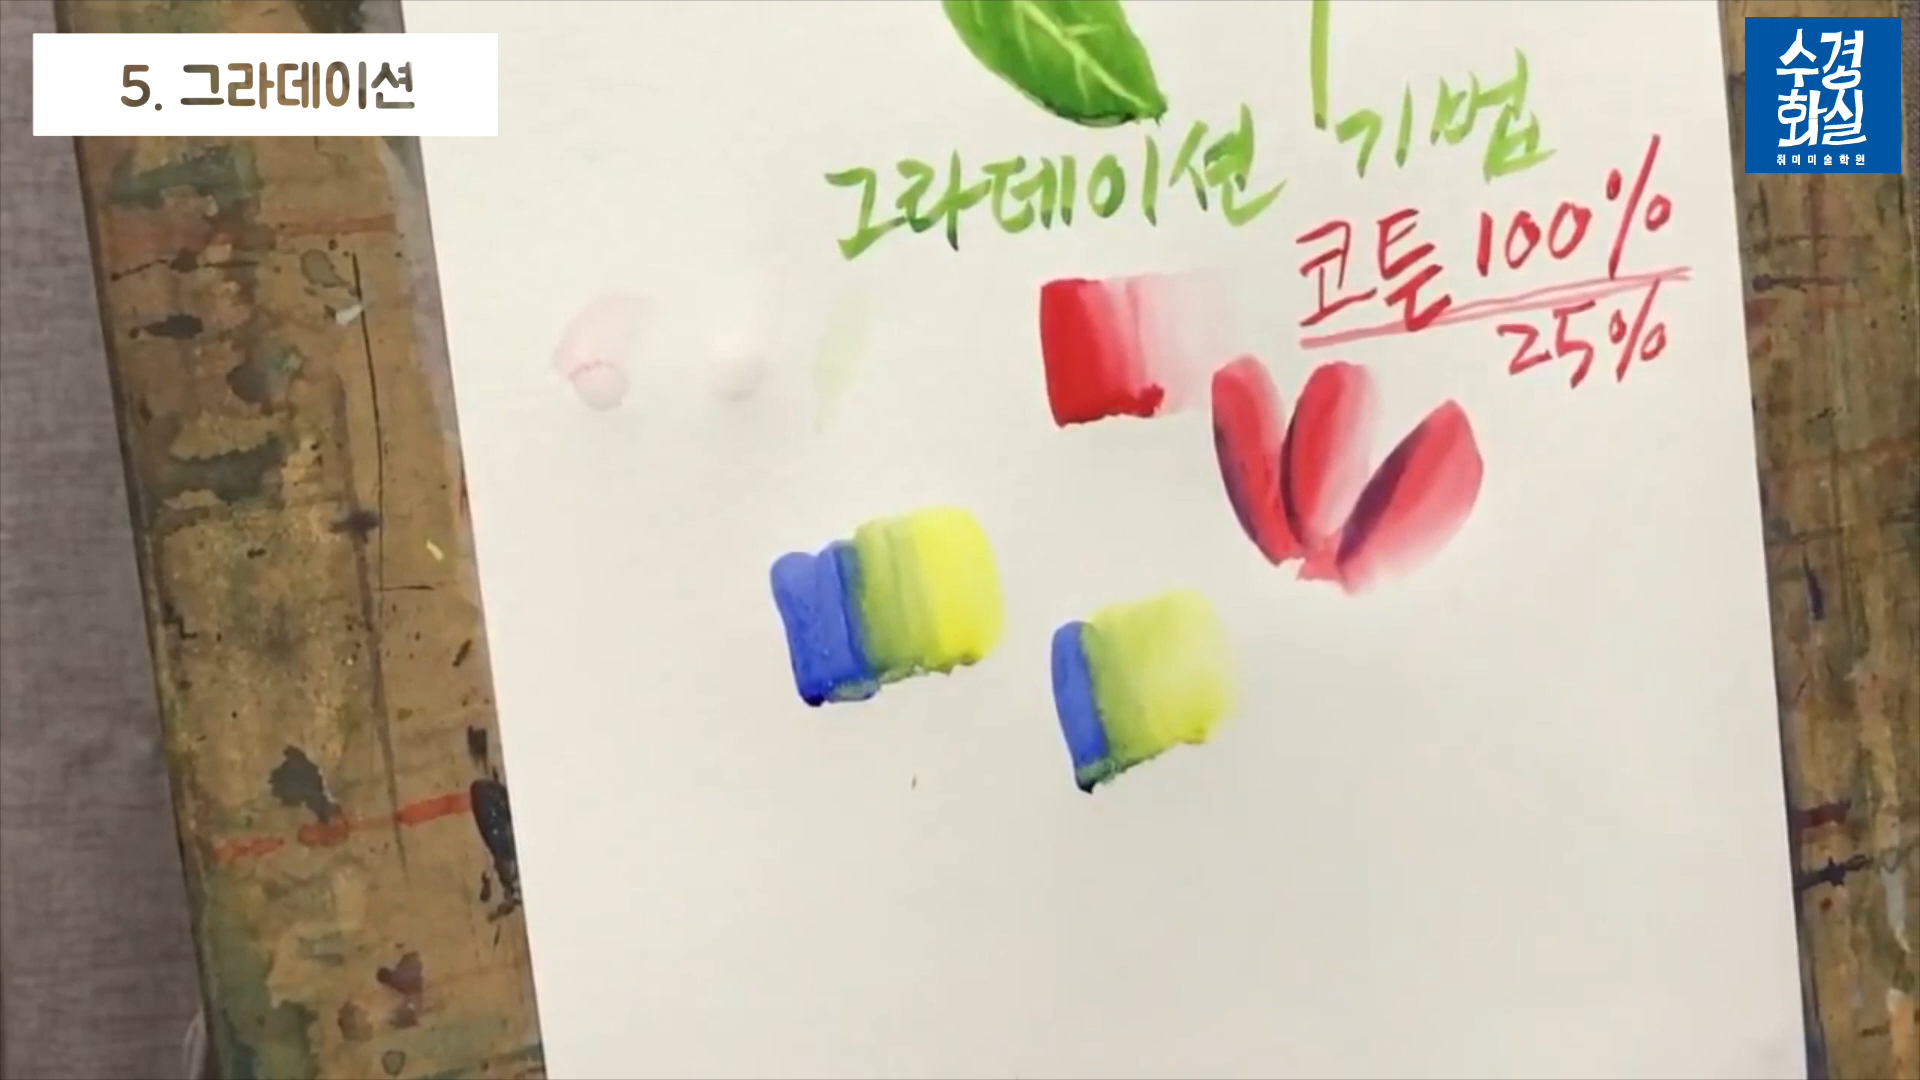 5. 그라데이션
수경
화실
취미미술학원
그라데이션 기법
코튼 100%
25%